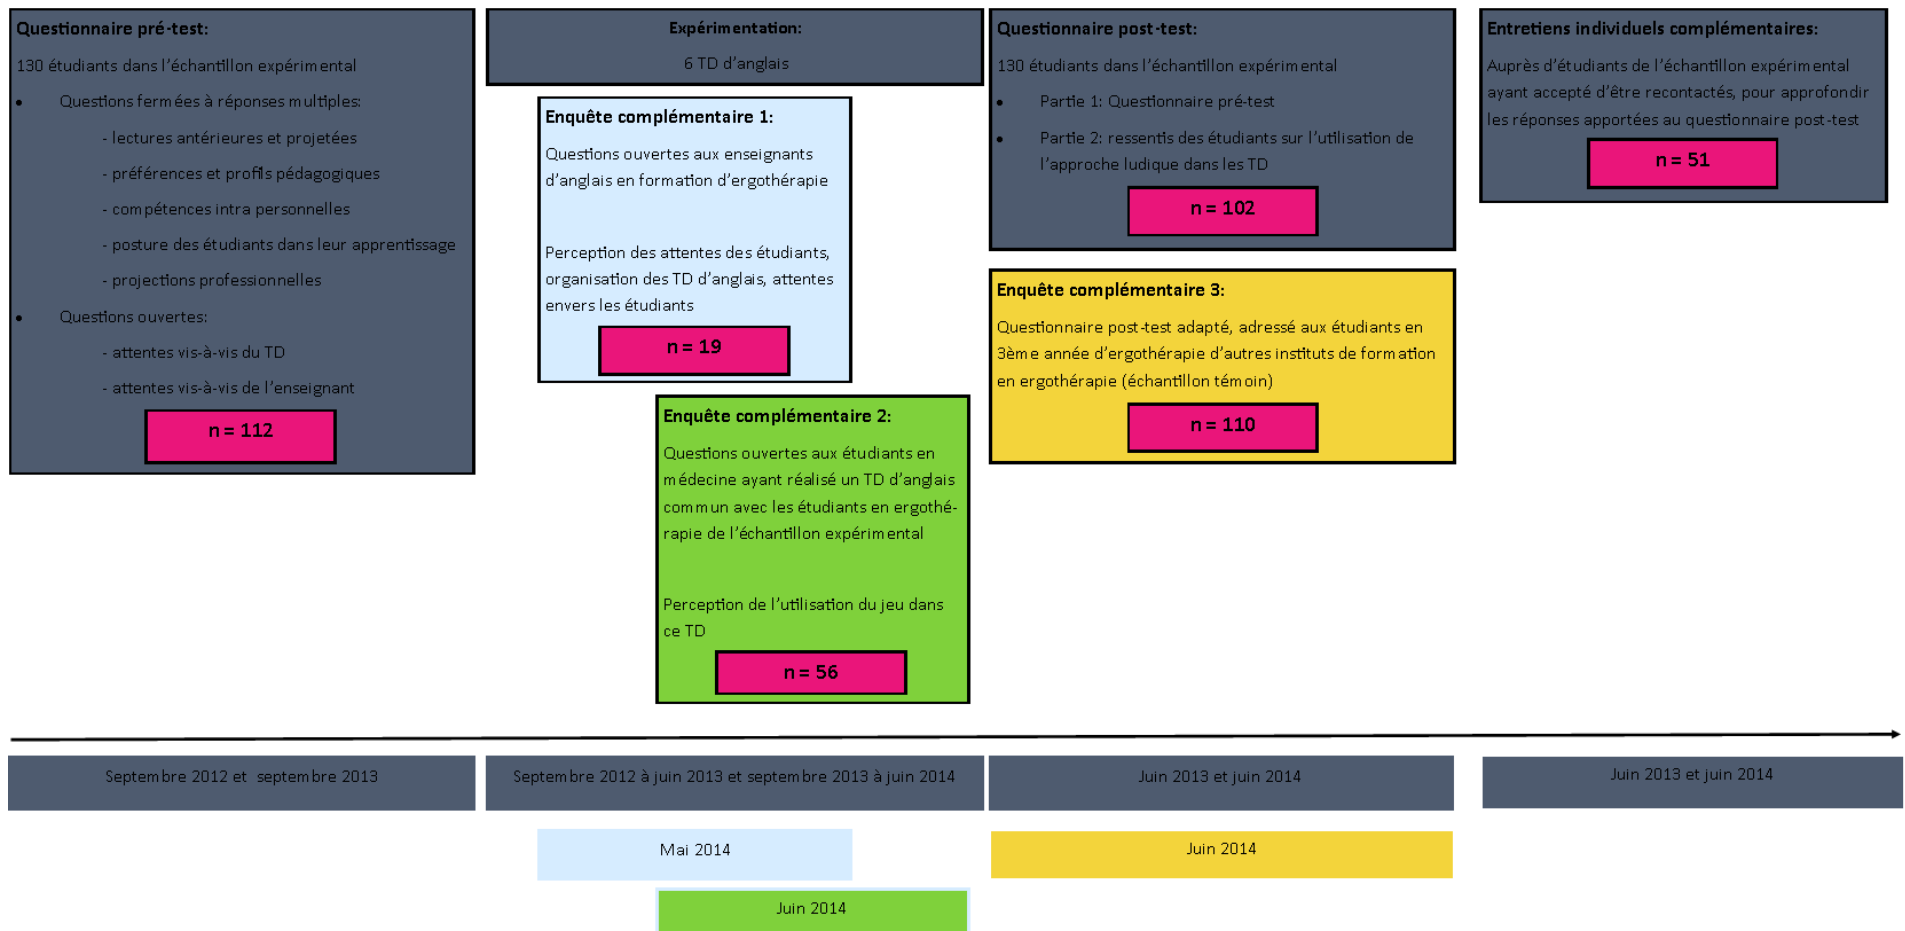 Questionnaire pré-test:
130 étudiants dans l'échantillon expérimental
• Questions fermées à réponses multiples:
- lectures antérieures et projetées
- préférences et profils pédagogiques
- compétences intra personnelles
- posture des étudiants dans leur apprentissage
- projections professionnelles
• Questions ouvertes:
- attentes vis-à-vis du TD
- attentes vis-à-vis de l'enseignant
n = 112
Expérimentation:
6 TD d'anglais
Enquête complémentaire 1:
Questions ouvertes aux enseignants
d'anglais en formation d'ergothérapie
Perception des attentes des étudiants,
organisation des TD d'anglais, attentes
envers les étudiants
n = 19
Enquête complémentaire 2:
Questions ouvertes aux étudiants en
médecine ayant réalisé un TD d'anglais
commun avec les étudiants en ergothé-
rapie de l'échantillon expérimental
Perception de l'utilisation du jeu dans
ce TD
n = 56
Questionnaire post-test:
130 étudiants dans l'échantillon expérimental
• Partie 1: Questionnaire pré-test
• Partie 2: ressentis des étudiants sur l'utilisation de
l'approche ludique dans les TD
n = 102
Enquête complémentaire 3:
Questionnaire post-test adapté, adressé aux étudiants en
3ème année d'ergothérapie d'autres instituts de formation
en ergothérapie (échantillon témoin)
n = 110
Entretiens individuels complémentaires:
Auprès d'étudiants de l'échantillon expérimental
ayant accepté d'être recontactés, pour approfondir
les réponses apportées au questionnaire post-test
n = 51
Septembre 2012 et septembre 2013
Septembre 2012 à juin 2013 et septembre 2013 à juin 2014
Juin 2013 et juin 2014
Juin 2013 et juin 2014
Mai 2014
Juin 2014
Juin 2014